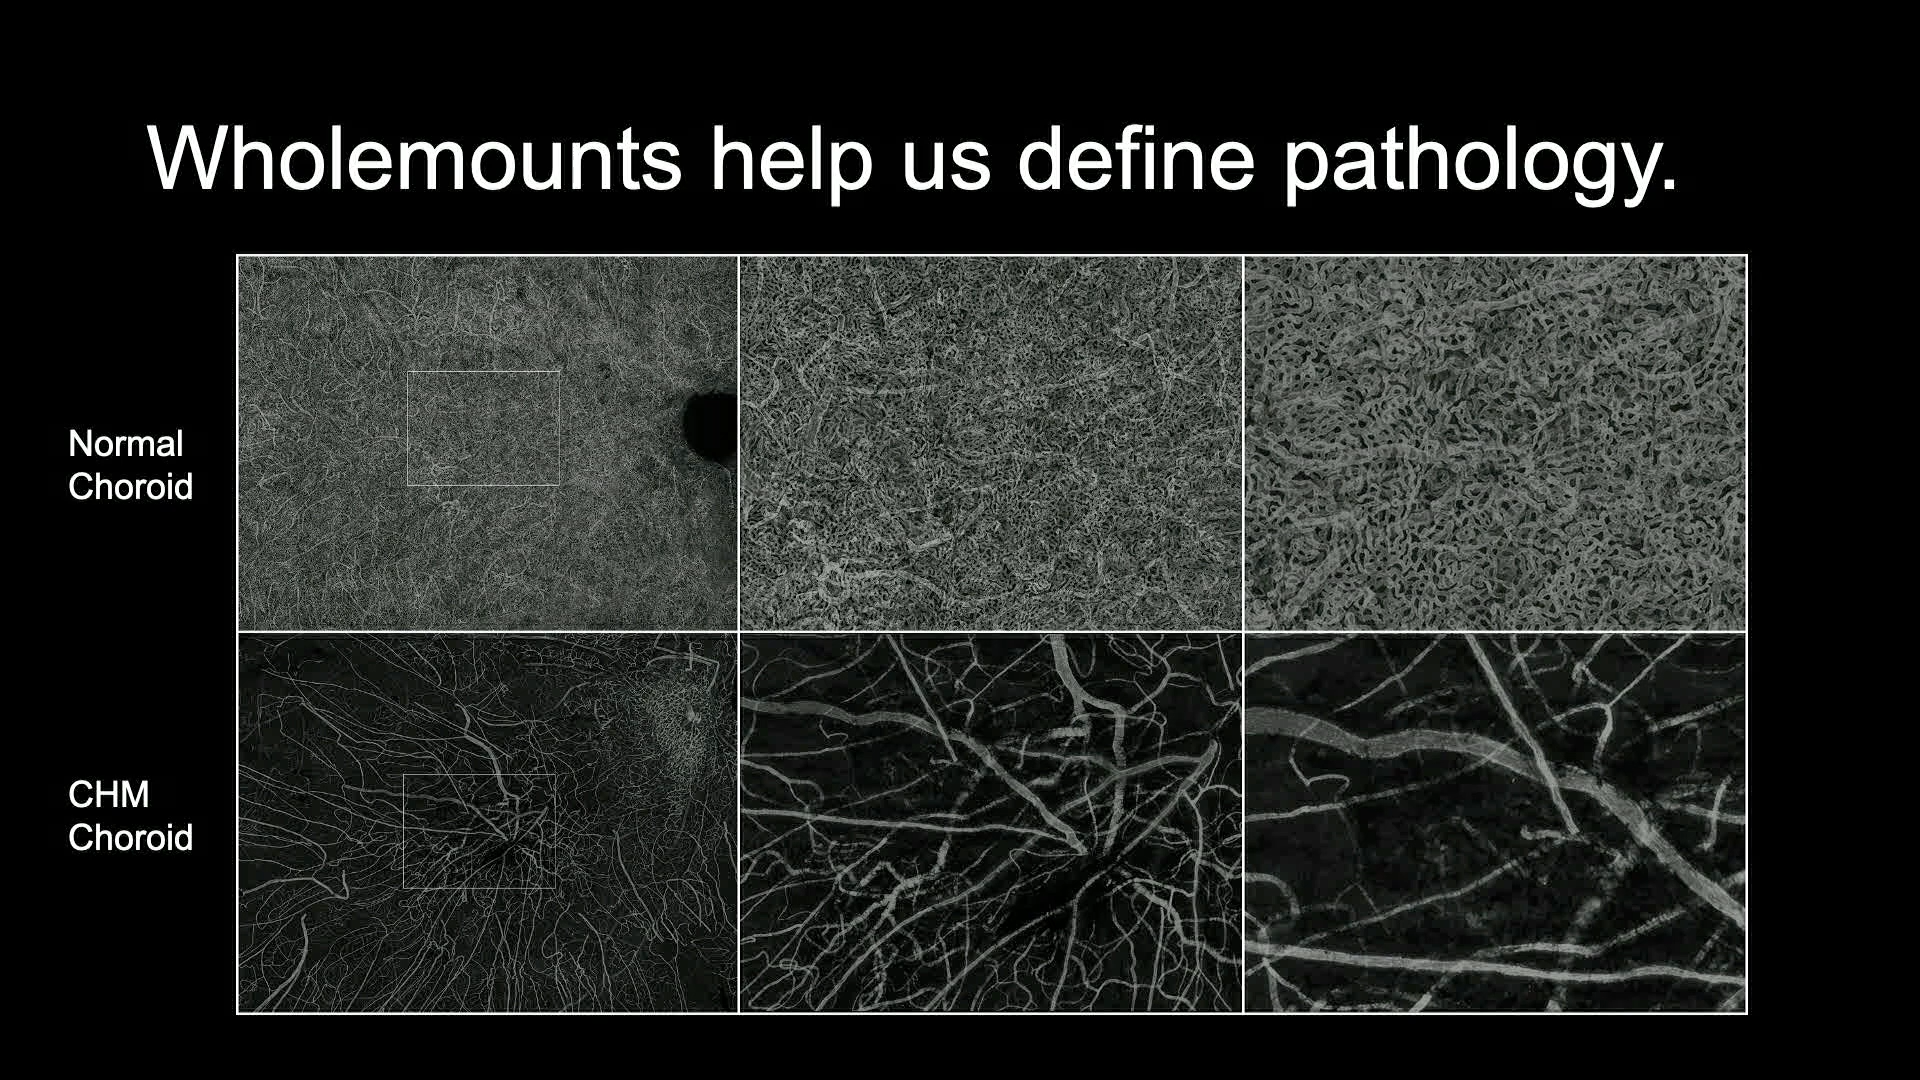 Wholemounts help us define pathology.
Normal
Choroid
CHM
Choroid